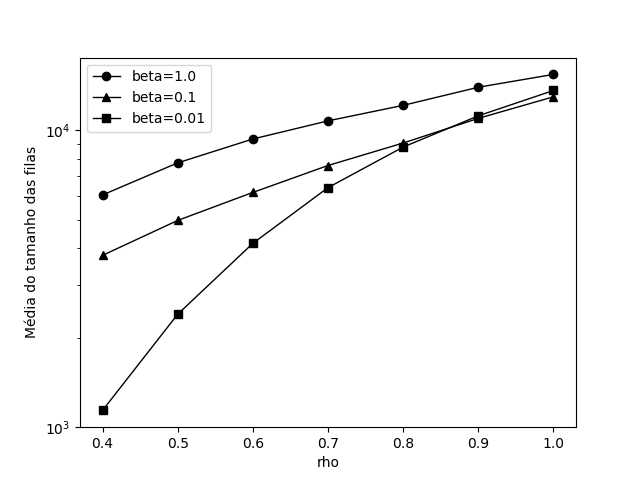 beta=1.0
beta=0.1
beta=0.01
Média do tamanho das filas
10⁴
10³
0.4 0.5 0.6 0.7 0.8 0.9 1.0
rho